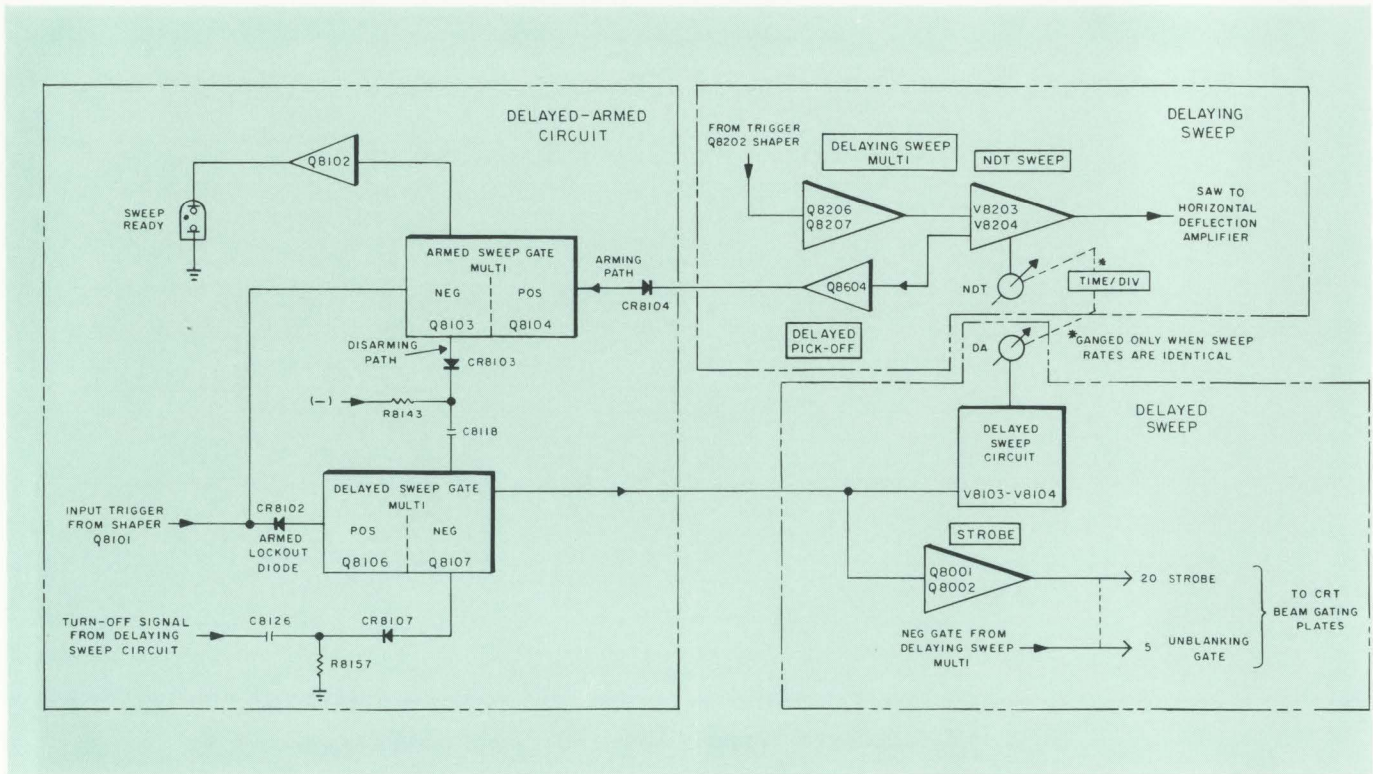 DELAYED-ARMED
CIRCUIT
Q8102
SWEEP
READY
ARMED SWEEP GATE
MULTI
NEG
POS
Q8103
Q8104
ARMING
PATH
CR8104
DISARMING
PATH
CR8103
(—)
R8143
C8118
DELAYED SWEEP GATE
MULTI
POS
NEG
Q8106
Q8107
INPUT TRIGGER
FROM SHAPER
Q8101
CR8102
ARMED
LOCKOUT
DIODE
TURN-OFF SIGNAL
FROM DELAYING
SWEEP CIRCUIT
C8126
CR8107
R8157
DELAYING
SWEEP
FROM TRIGGER
Q8202 SHAPER
DELAYING SWEEP
MULTI
NDT SWEEP
Q8206
Q8207
V8203
V8204
SAW TO
HORIZONTAL
DEFLECTION
AMPLIFIER
Q8604
NDT
*
TIME/DIV
DELAYED
PICK-OFF
DA
*GANGED ONLY WHEN SWEEP
RATES ARE IDENTICAL
DELAYED
SWEEP
DELAYED
SWEEP
CIRCUIT
V8103-V8104
STROBE
Q8001
Q8002
20 STROBE
NEG GATE FROM
DELAYING SWEEP
MULTI
5 UNBLANKING
GATE
TO CRT
BEAM GATING
PLATES